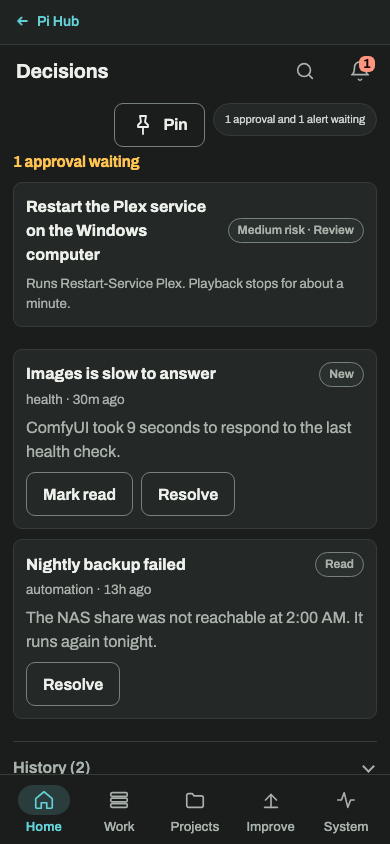 ← Pi Hub
Decisions
1
Pin
1 approval and 1 alert waiting
1 approval waiting
Restart the Plex service
on the Windows
computer
Medium risk · Review
Runs Restart-Service Plex. Playback stops for about a
minute.
Images is slow to answer
New
health · 30m ago
ComfyUI took 9 seconds to respond to the last
health check.
Mark read
Resolve
Nightly backup failed
Read
automation · 13h ago
The NAS share was not reachable at 2:00 AM. It
runs again tonight.
Resolve
History (2)
Home
Work
Projects
Improve
System